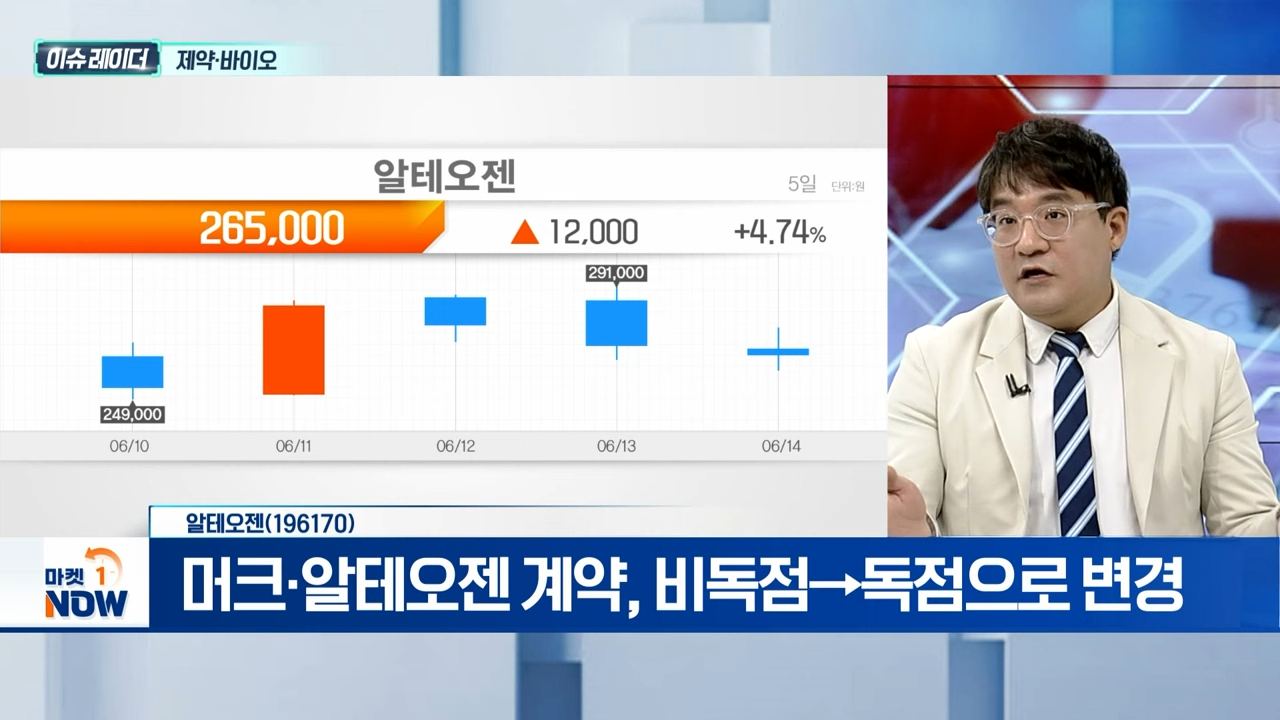 이슈레이더 제약·바이오
알테오젠
5일 단위:원
265,000 ▲ 12,000 +4.74%
291,000
249,000
06/10 06/11 06/12 06/13 06/14
알테오젠(196170)
마켓 1
NOW
머크·알테오젠 계약, 비독점→독점으로 변경